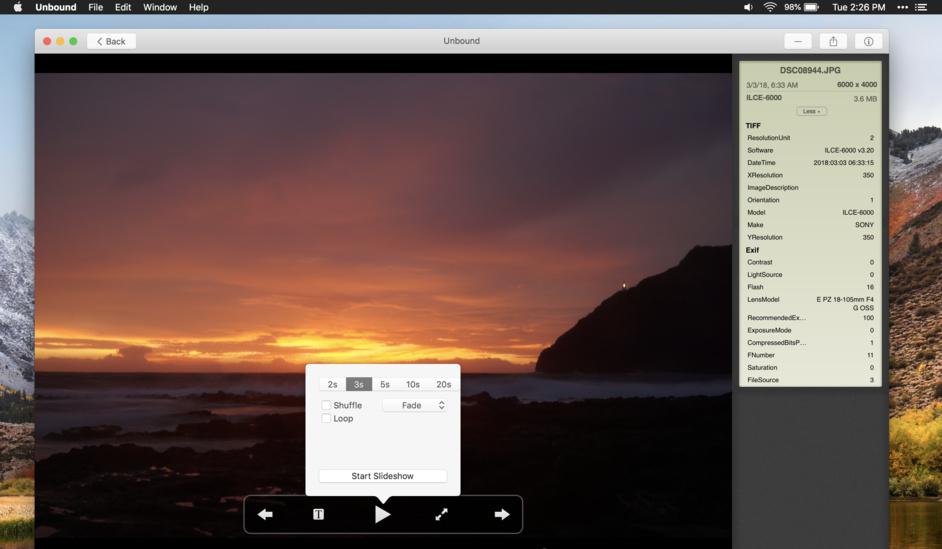 Unbound File Edit Window Help 98% Tue 2:26 PM
Back Unbound
DSC08944.JPG
3/3/18, 6:33 AM 6000 x 4000
ILCE-6000 3.6 MB
Less -
TIFF
ResolutionUnit 2
Software ILCE-6000 v3.20
DateTime 2018:03:03 06:33:15
XResolution 350
ImageDescription
Orientation 1
Model ILCE-6000
Make SONY
YResolution 350
Exif
Contrast 0
LightSource 0
Flash 16
LensModel E PZ 18-105mm F4
G OSS
RecommendedEx... 100
ExposureMode 0
CompressedBitsP... 1
FNumber 11
Saturation 0
FileSource 3
2s 3s 5s 10s 20s
Shuffle Fade
Loop
Start Slideshow
T